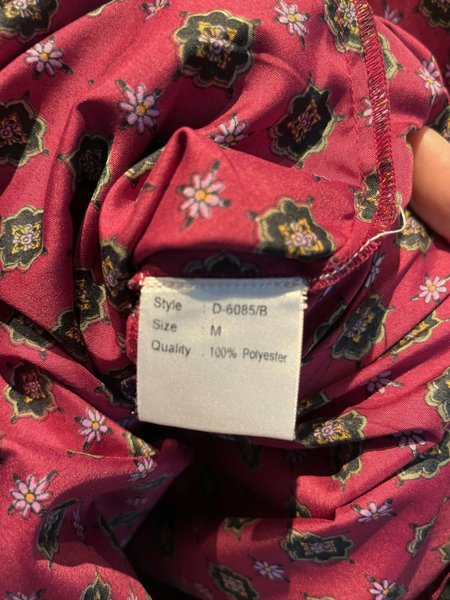 Style : D-6085/B
Size : M
Quality : 100% Polyester